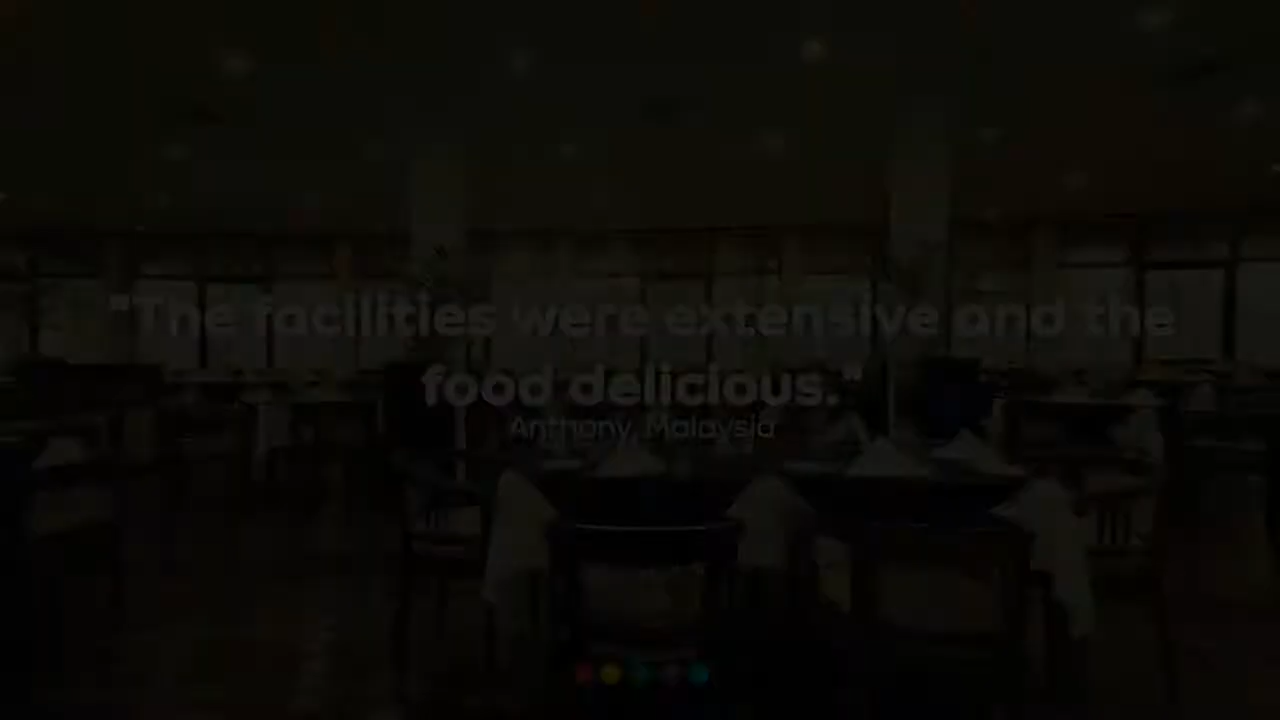 "The facilities were extensive and the
food delicious."
Anthony, Malaysia